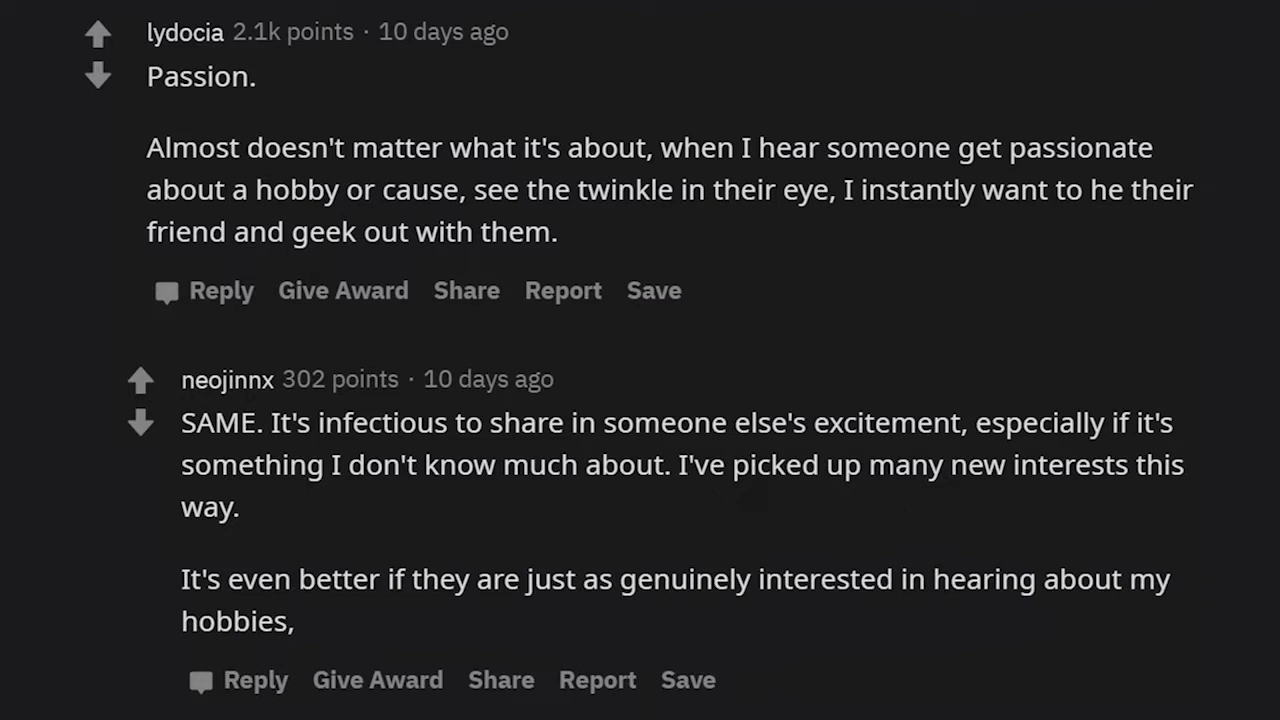 lydocia 2.1k points · 10 days ago
Passion.
Almost doesn't matter what it's about, when I hear someone get passionate
about a hobby or cause, see the twinkle in their eye, I instantly want to he their
friend and geek out with them.
Reply Give Award Share Report Save
neojinnx 302 points · 10 days ago
SAME. It's infectious to share in someone else's excitement, especially if it's
something I don't know much about. I've picked up many new interests this
way.
It's even better if they are just as genuinely interested in hearing about my
hobbies,
Reply Give Award Share Report Save